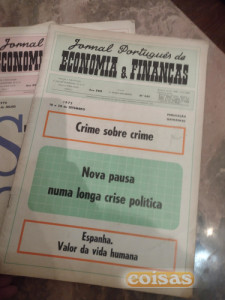 Jornal Português de
ECONOMIA & FINANÇAS
Crime sobre crime
Nova pausa
numa longa crise política
Espanha.
Valor da vida humana
Jornal
ECONOM
S
coisas